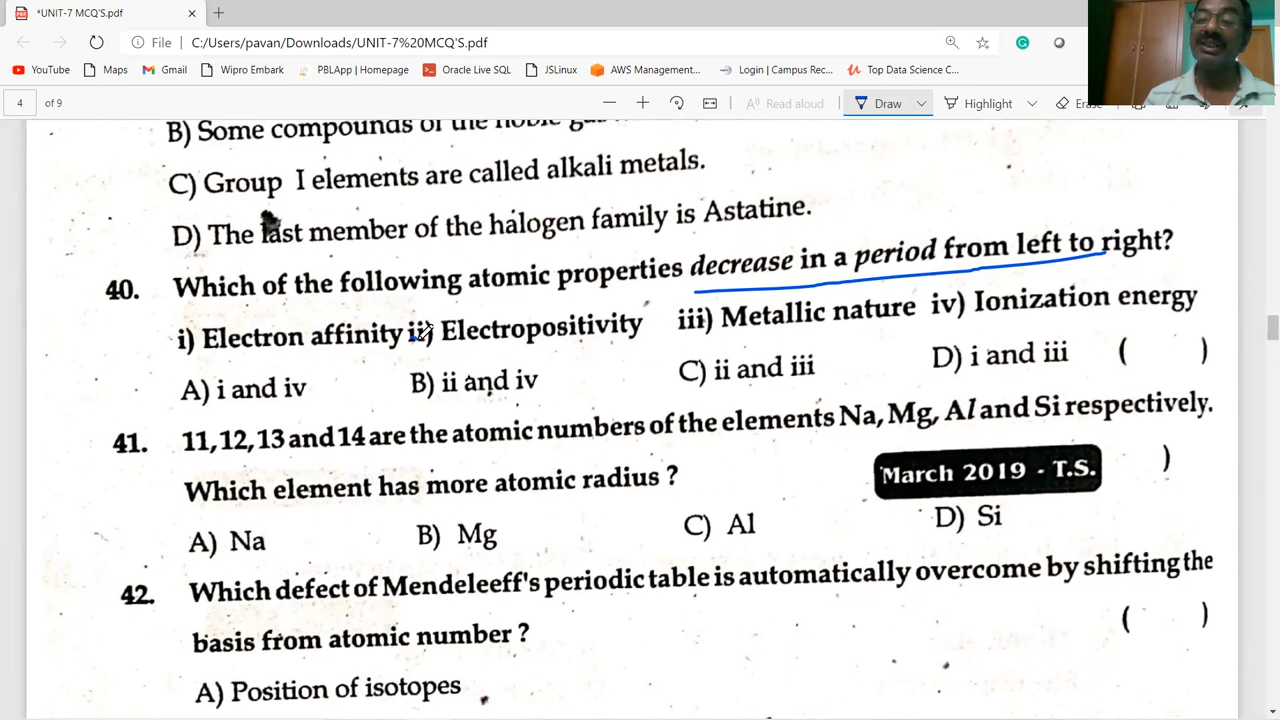 *UNIT-7 MCQ'S.pdf
File C:/Users/pavan/Downloads/UNIT-7%20MCQ'S.pdf
YouTube Maps Gmail Wipro Embark PBLApp | Homepage Oracle Live SQL JSLinux AWS Management... Login | Campus Rec... Top Data Science C...
4 of 9 Read aloud Draw Highlight Erase
B) Some compounds of the
C) Group I elements are called alkali metals.
D) The last member of the halogen family is Astatine.
40. Which of the following atomic properties decrease in a period from left to right?
i) Electron affinity ii) Electropositivity iii) Metallic nature iv) Ionization energy
A) i and iv B) ii and iv C) ii and iii D) i and iii ( )
41. 11, 12, 13 and 14 are the atomic numbers of the elements Na, Mg, Al and Si respectively.
Which element has more atomic radius ? March 2019 - T.S. )
A) Na B) Mg C) Al D) Si
42. Which defect of Mendeleeff's periodic table is automatically overcome by shifting the
basis from atomic number ? ( )
A) Position of isotopes